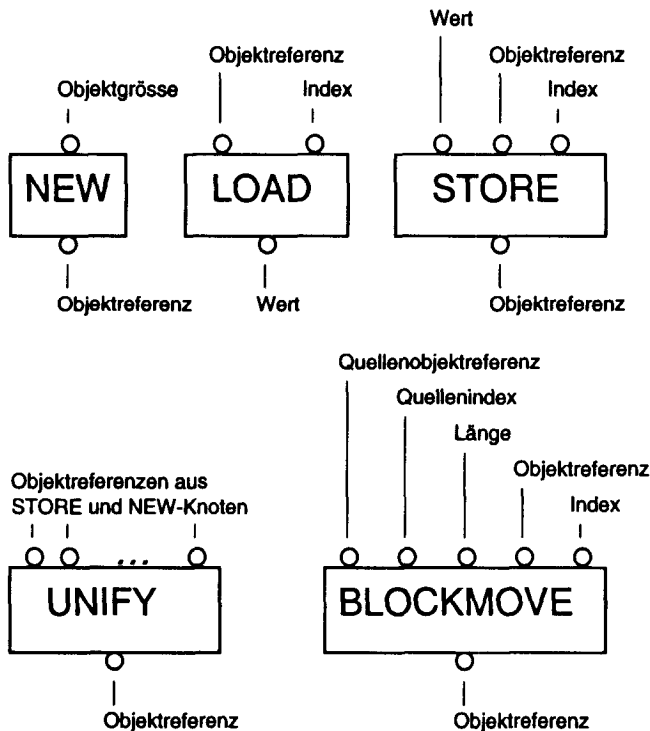 Wert
Objektreferenz
Objektreferenz
Objektgrösse
Index
Index
NEW
LOAD
STORE
Objektreferenz
Wert
Objektreferenz
Quellenobjektreferenz
Quellenindex
Länge
Objektreferenzen aus
Objektreferenz
STORE und NEW-Knoten
Index
...
UNIFY
BLOCKMOVE
Objektreferenz
Objektreferenz